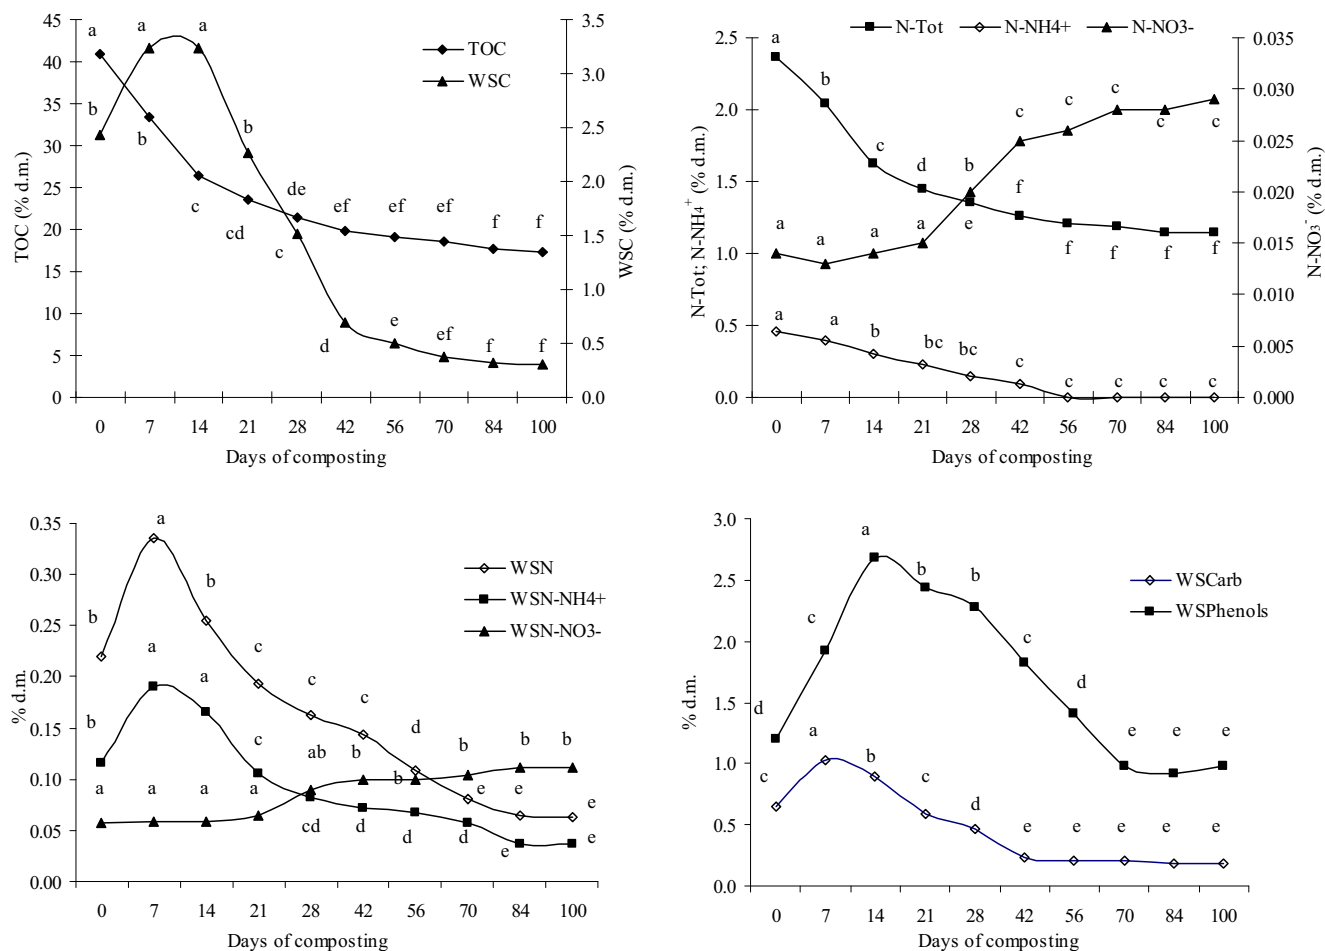 45
40
35
30
25
20
15
10
5
0
TOC (% d.m.)
3.5
3.0
2.5
2.0
1.5
1.0
0.5
0.0
WSC (% d.m.)
TOC
WSC
a a a
b b
b
c cd de ef ef ef f f
c
d e ef f f
0 7 14 21 28 42 56 70 84 100
Days of composting
N-Tot N-NH4+ N-NO3-
2.5
2.0
1.5
1.0
0.5
0.0
N-Tot; N-NH4+ (% d.m.)
0.035
0.030
0.025
0.020
0.015
0.010
0.005
0.000
N-NO3- (% d.m.)
a b c d e f f f f f
a a a a b c c c c c
a a b bc bc c c c c c
0 7 14 21 28 42 56 70 84 100
Days of composting
0.35
0.30
0.25
0.20
0.15
0.10
0.05
0.00
% d.m.
WSN
WSN-NH4+
WSN-NO3-
b a b c c c d e e e
b a a c cd d d d e e
a a a a ab b b b b b
0 7 14 21 28 42 56 70 84 100
Days of composting
3.0
2.5
2.0
1.5
1.0
0.5
0.0
% d.m.
WSCarb
WSPhenols
d c a b b c d e e e
c a b c d e e e e e
0 7 14 21 28 42 56 70 84 100
Days of composting